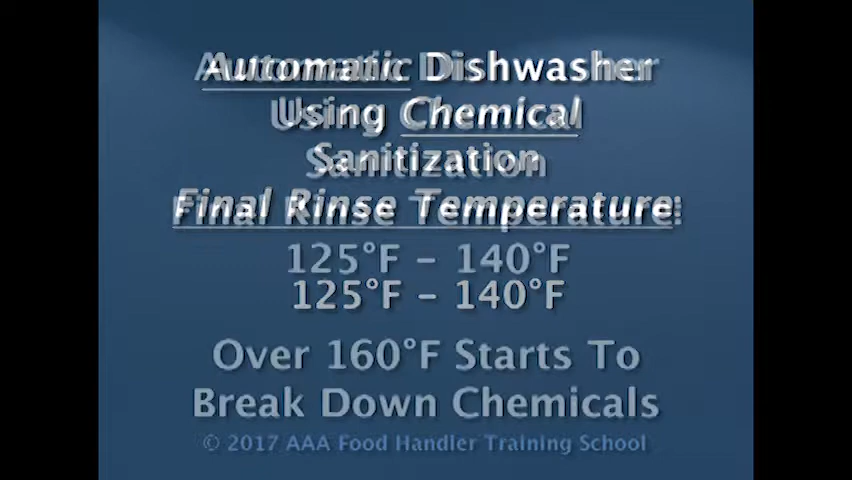 Automatic Dishwasher
Using Chemical
Sanitization
Final Rinse Temperature:
125°F – 140°F
125°F – 140°F
Over 160°F Starts To
Break Down Chemicals
© 2017 AAA Food Handler Training School